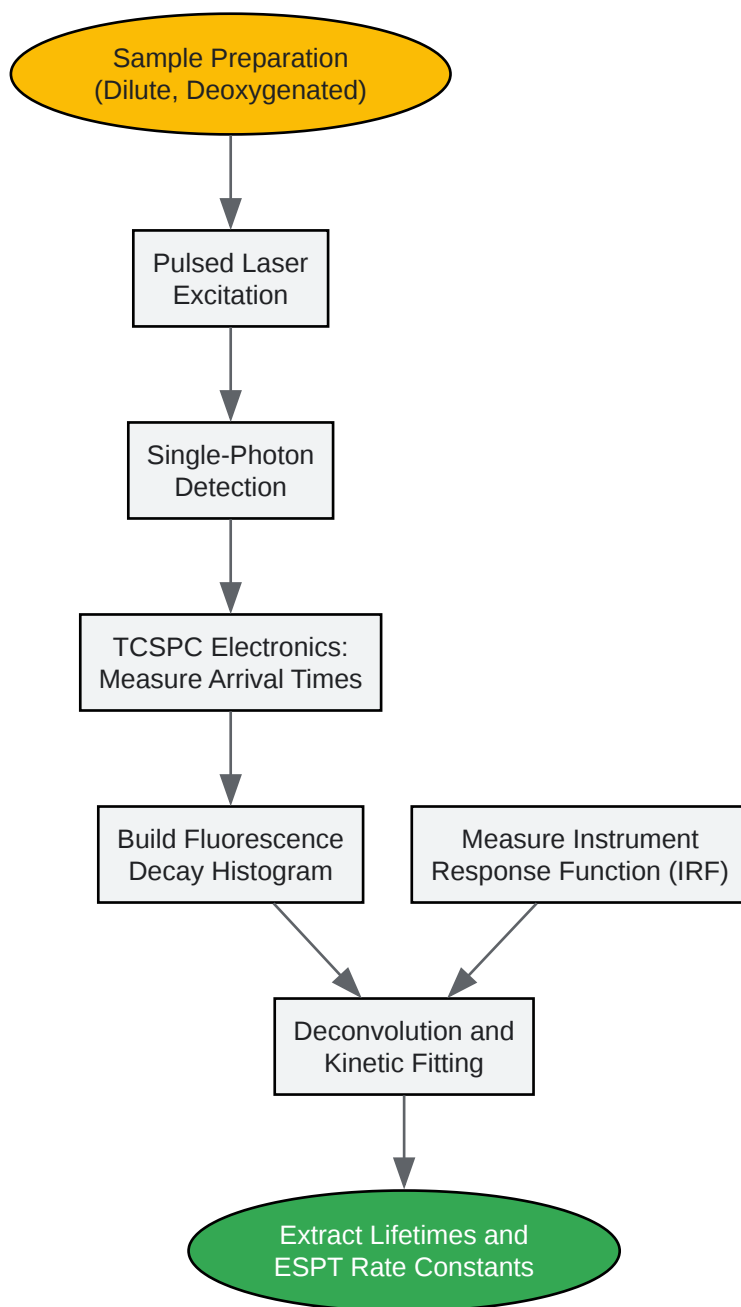 Sample Preparation
(Dilute, Deoxygenated)
Pulsed Laser
Excitation
Single-Photon
Detection
TCSPC Electronics:
Measure Arrival Times
Build Fluorescence
Decay Histogram
Measure Instrument
Response Function (IRF)
Deconvolution and
Kinetic Fitting
Extract Lifetimes and
ESPT Rate Constants